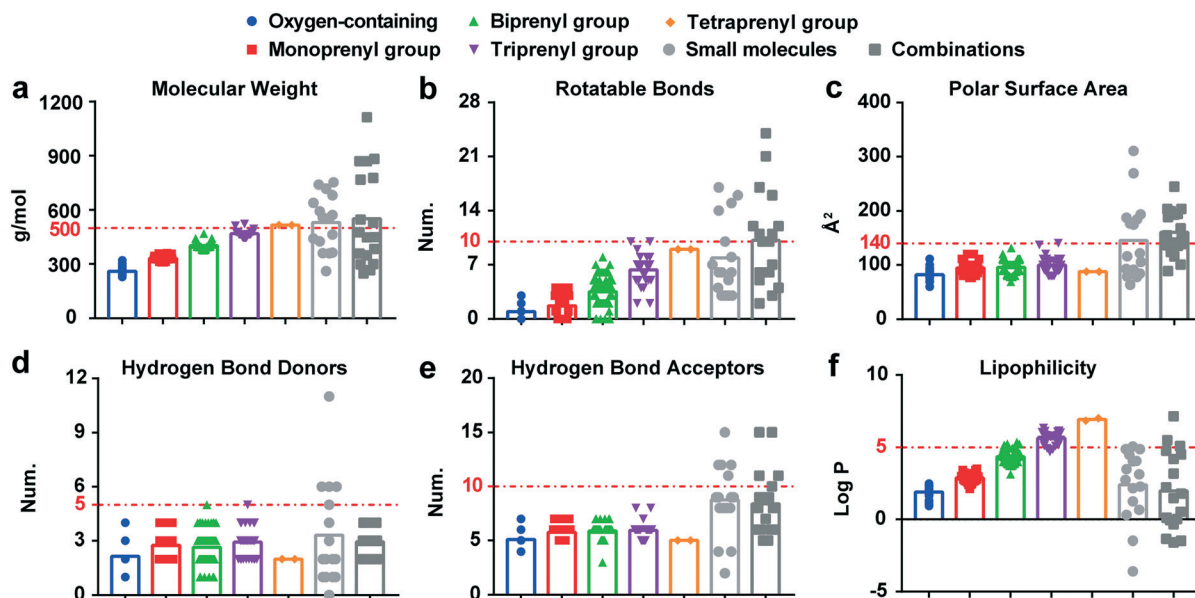 Oxygen-containing Biprenyl group Tetraprenyl group
Monoprenyl group Triprenyl group Small molecules Combinations
a Molecular Weight
1200
900
600
500
300
0
g/mol
b Rotatable Bonds
28
21
14
10
7
0
Num.
c Polar Surface Area
400
300
200
140
100
0
Å²
d Hydrogen Bond Donors
12
9
6
5
3
0
Num.
e Hydrogen Bond Acceptors
20
15
10
5
0
Num.
f Lipophilicity
10
5
0
-5
Log P